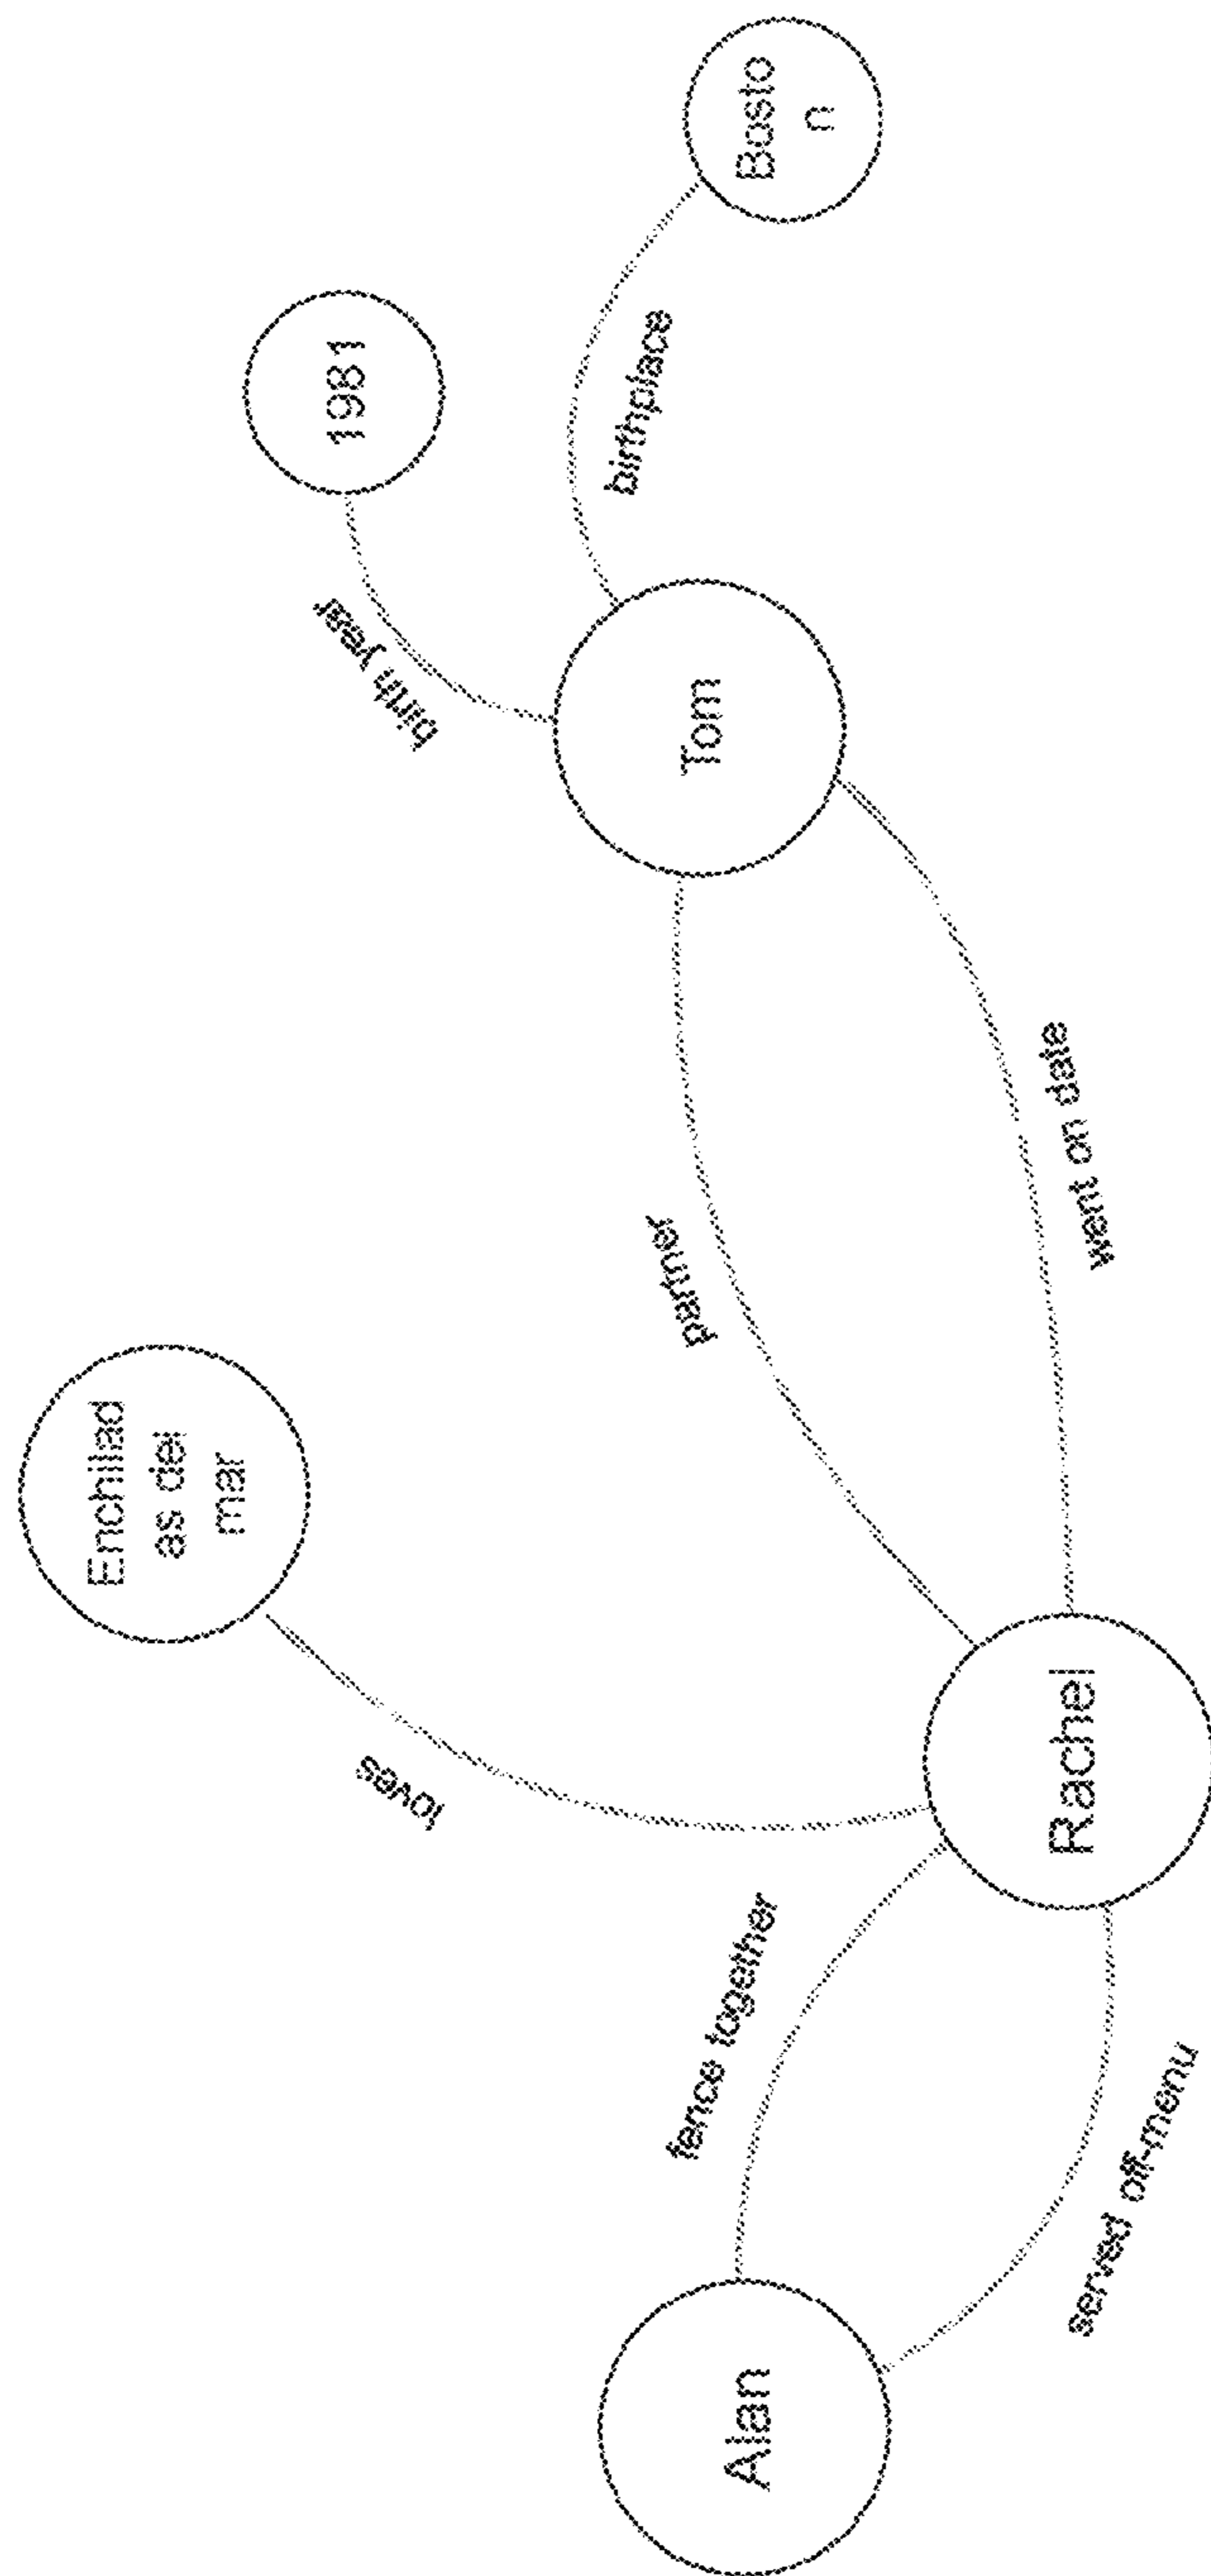 Enchilad
as del
mar
1981
birth year
loves
birthplace
partner
Tom
fence together
Alan
Bosto
n
Rachel
went on date
served off-menu